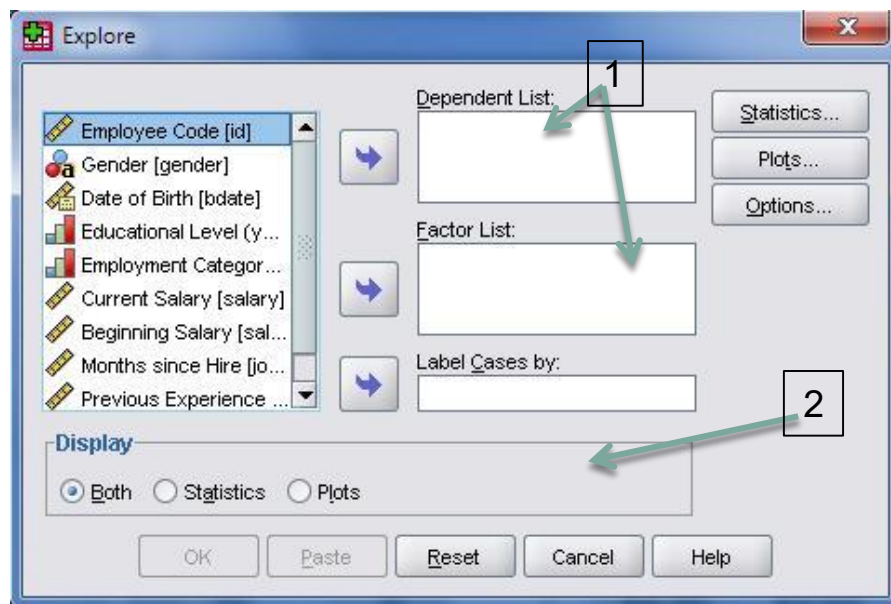 Explore
X
1
Dependent List:
Employee Code [id]
Gender [gender]
Date of Birth [bdate]
Educational Level (y...
Employment Categor...
Current Salary [salary]
Beginning Salary [sal...
Months since Hire [jo...
Previous Experience ...
Factor List:
Label Cases by:
Statistics...
Plots...
Options...
2
Display
Both Statistics Plots
OK Paste Reset Cancel Help